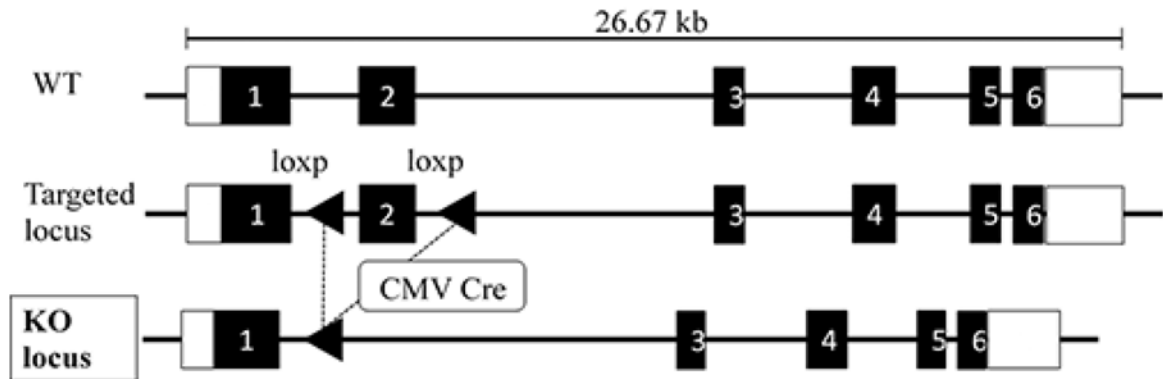 26.67 kb
WT
1 2 3 4 5 6
loxp loxp
Targeted
locus
1 2 3 4 5 6
CMV Cre
KO
locus
1 3 4 5 6